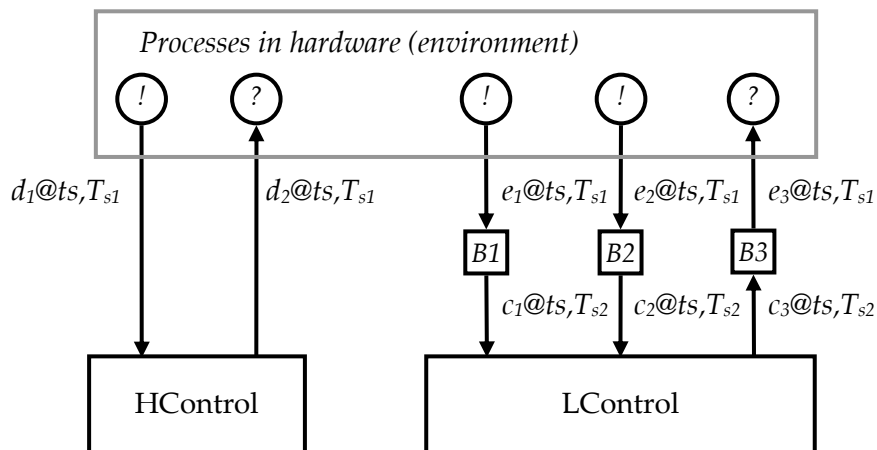 Processes in hardware (environment)
! ? ! ! ?
d₁@ts,Tₛ₁ d₂@ts,Tₛ₁ e₁@ts,Tₛ₁ e₂@ts,Tₛ₁ e₃@ts,Tₛ₁
B1 B2 B3
c₁@ts,Tₛ₂ c₂@ts,Tₛ₂ c₃@ts,Tₛ₂
HControl LControl